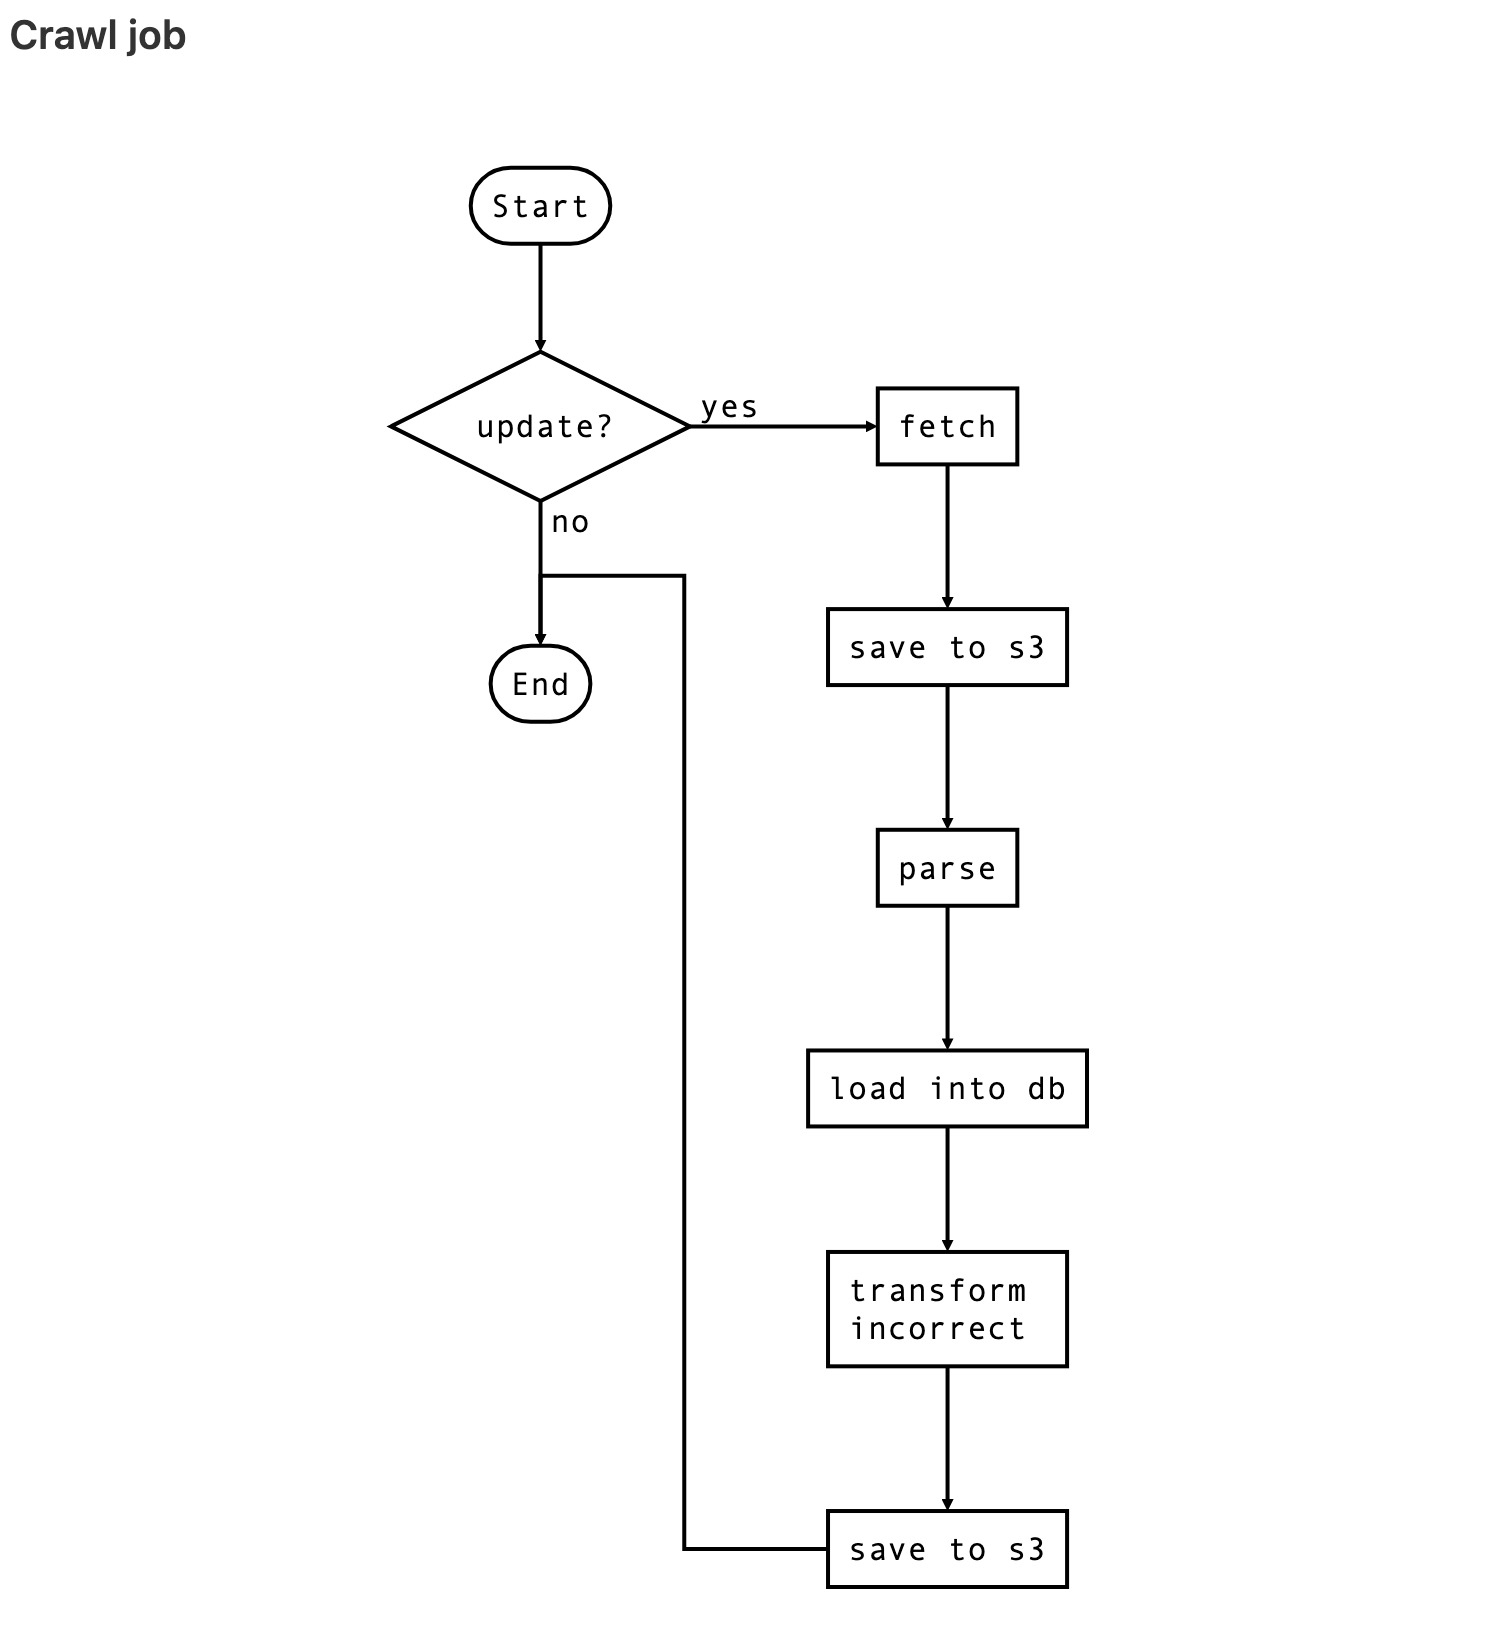 Crawl job
Start
update?
yes
fetch
no
save to s3
End
parse
load into db
transform
incorrect
save to s3